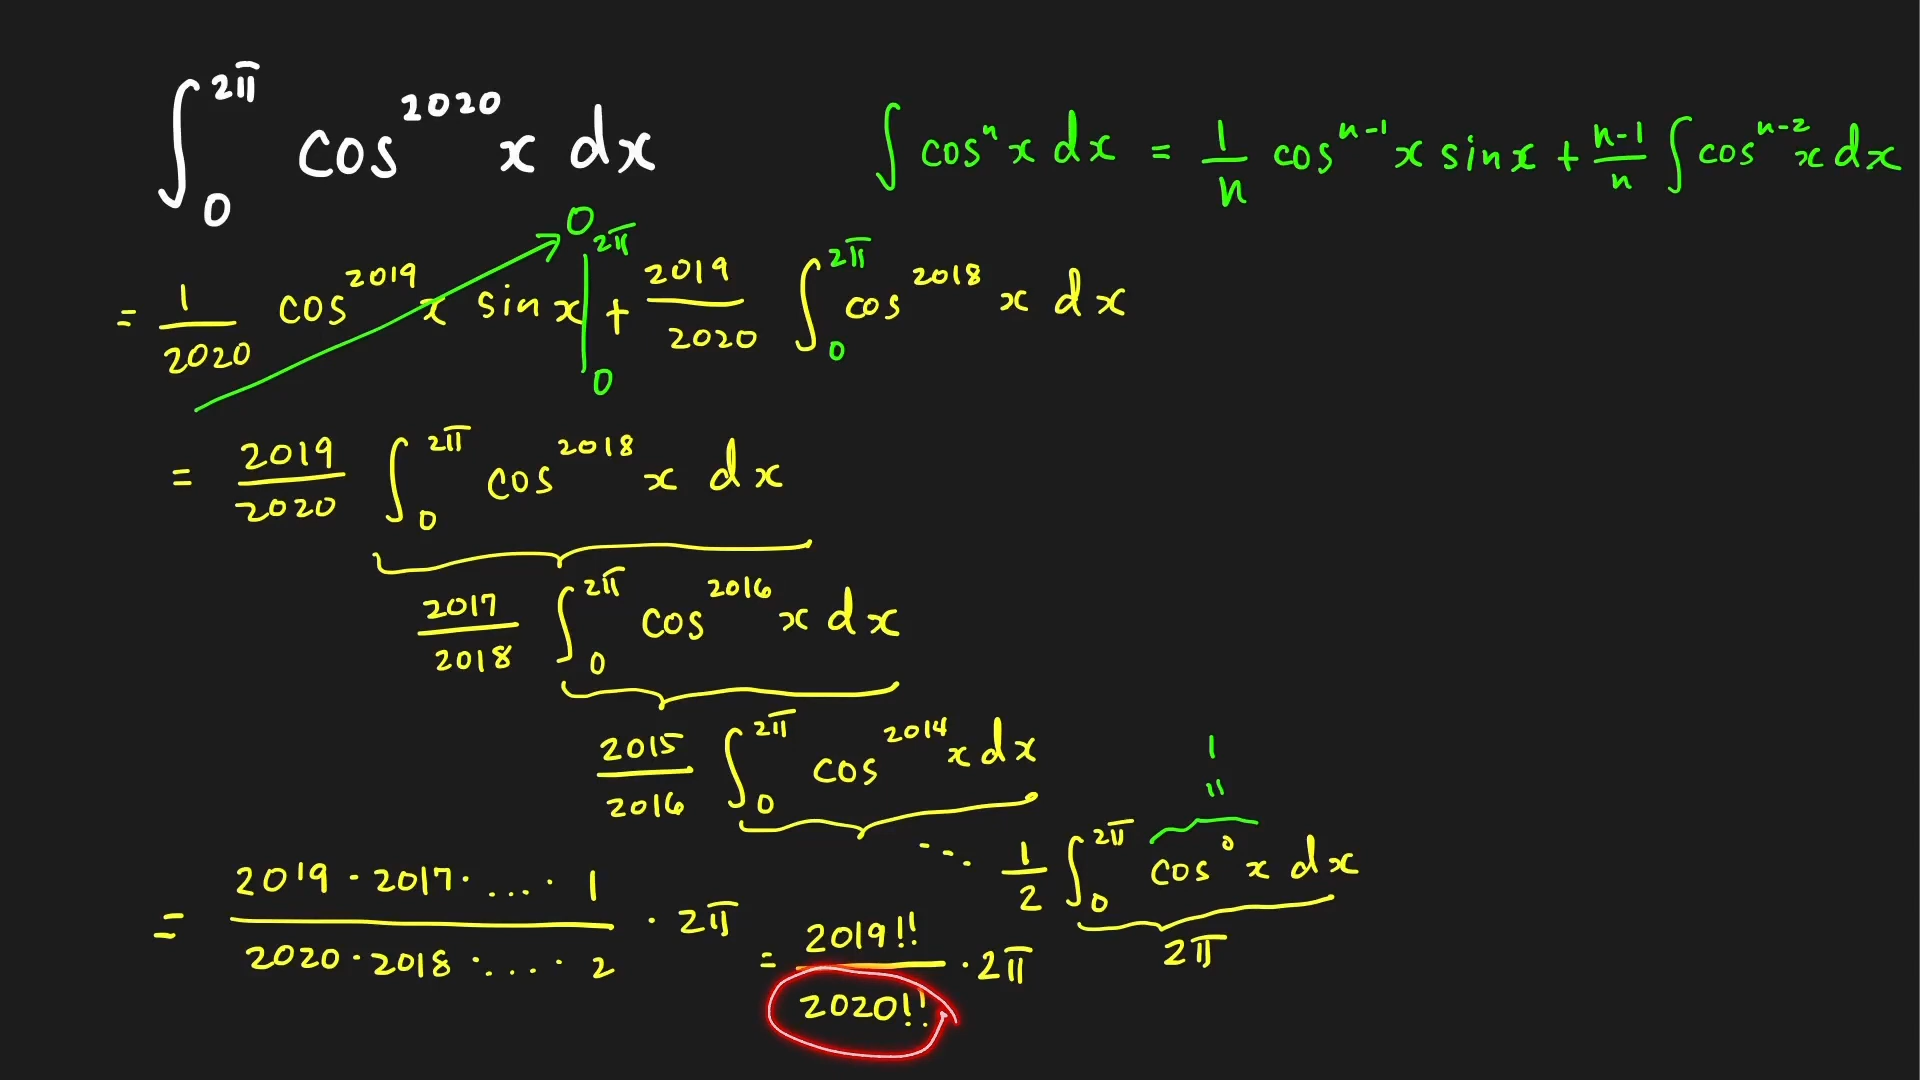 ∫₀^{2π} cos^{2020} x dx
∫ cosⁿ x dx = 1/n cos^{n-1} x sin x + n-1/n ∫ cos^{n-2} x dx
= 1/2020 cos^{2019} x sin x |₀^{2π} + 2019/2020 ∫₀^{2π} cos^{2018} x dx
0
= 2019/2020 ∫₀^{2π} cos^{2018} x dx
2017/2018 ∫₀^{2π} cos^{2016} x dx
2015/2016 ∫₀^{2π} cos^{2014} x dx
1
=
... 1/2 ∫₀^{2π} cos⁰ x dx
2π
= 2019 · 2017 · .... · 1 / 2020 · 2018 · .... · 2 · 2π
= 2019!! / 2020!! · 2π